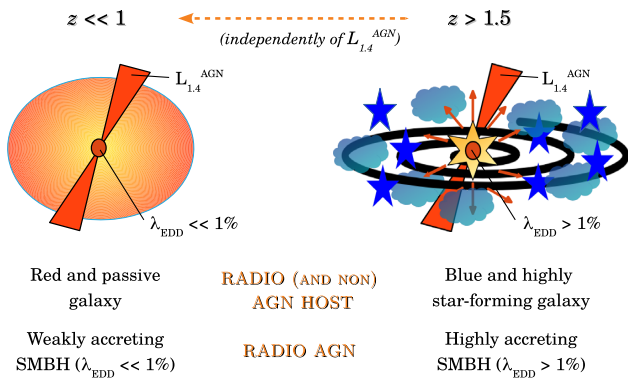 z << 1
z > 1.5
(independently of L₁.₄ᴬᴳᴺ)
L₁.₄ᴬᴳᴺ
L₁.₄ᴬᴳᴺ
λEDD << 1%
λEDD > 1%
Red and passive
galaxy
RADIO (AND NON)
AGN HOST
Blue and highly
star-forming galaxy
Weakly accreting
SMBH (λEDD << 1%)
RADIO AGN
Highly accreting
SMBH (λEDD > 1%)